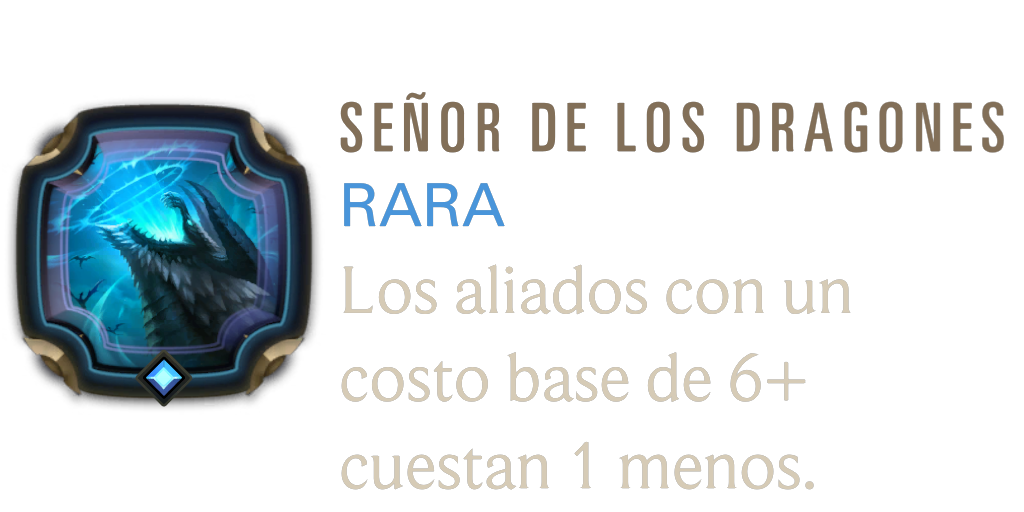 SEÑOR DE LOS DRAGONES
RARA
Los aliados con un
costo base de 6+
cuestan 1 menos.